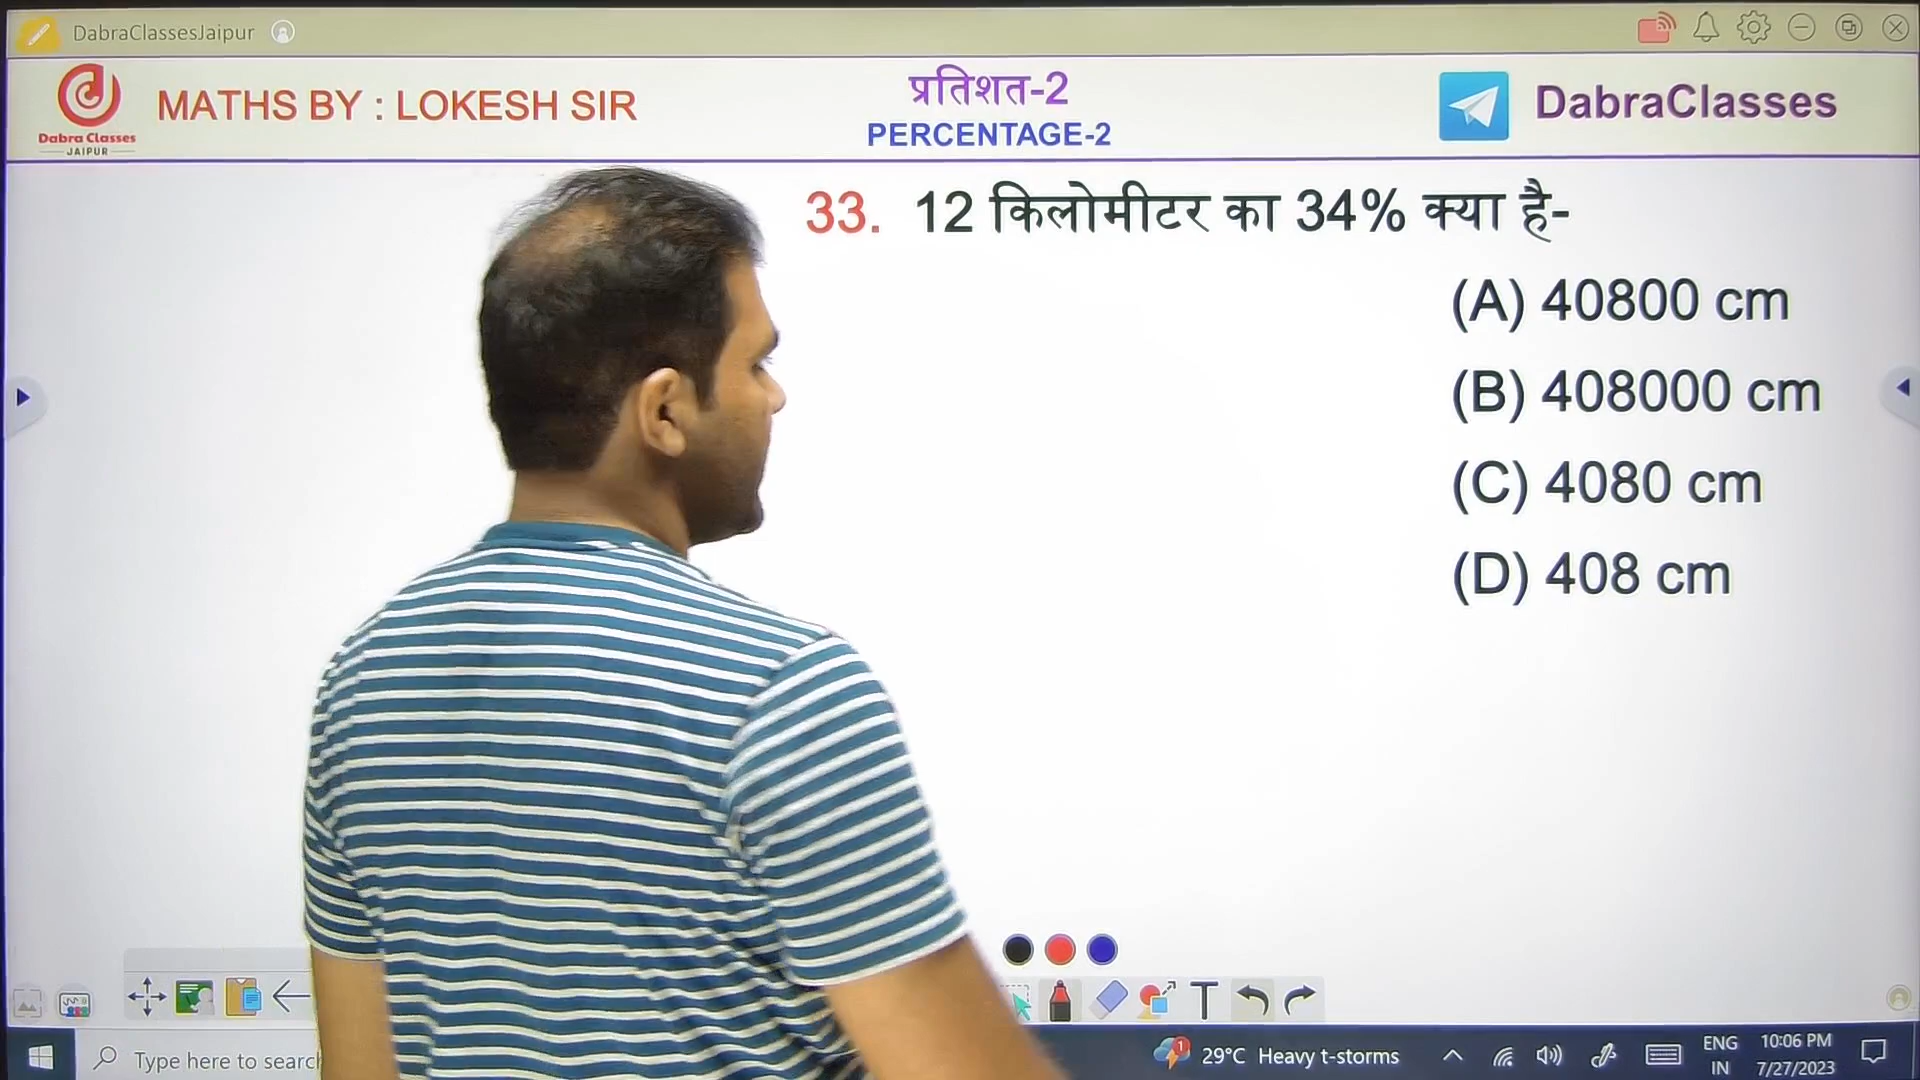 DabraClassesJaipur
Dabra Classes
JAIPUR
MATHS BY : LOKESH SIR
प्रतिशत-2
PERCENTAGE-2
DabraClasses
33. 12 किलोमीटर का 34% क्या है-
(A) 40800 cm
(B) 408000 cm
(C) 4080 cm
(D) 408 cm
T
Type here to search
1
29°C Heavy t-storms
ENG
IN
10:06 PM
7/27/2023